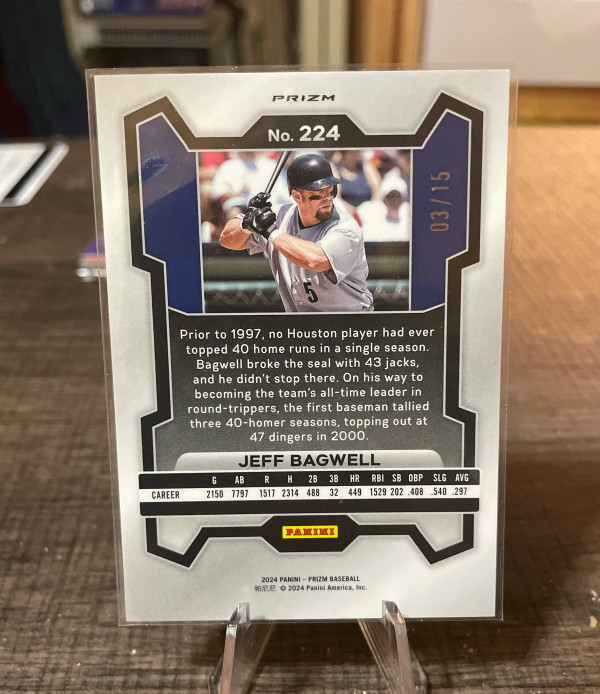 PRIZM
No. 224
03/15
5
Prior to 1997, no Houston player had ever
topped 40 home runs in a single season.
Bagwell broke the seal with 43 jacks,
and he didn't stop there. On his way to
becoming the team's all-time leader in
round-trippers, the first baseman tallied
three 40-homer seasons, topping out at
47 dingers in 2000.
JEFF BAGWELL
G AB R H 2B 3B HR RBI SB OBP SLG AVG
CAREER 2150 7797 1517 2314 488 32 449 1529 202 .408 .540 .297
PANINI
2024 PANINI – PRIZM BASEBALL
帕尼尼 © 2024 Panini America, Inc.